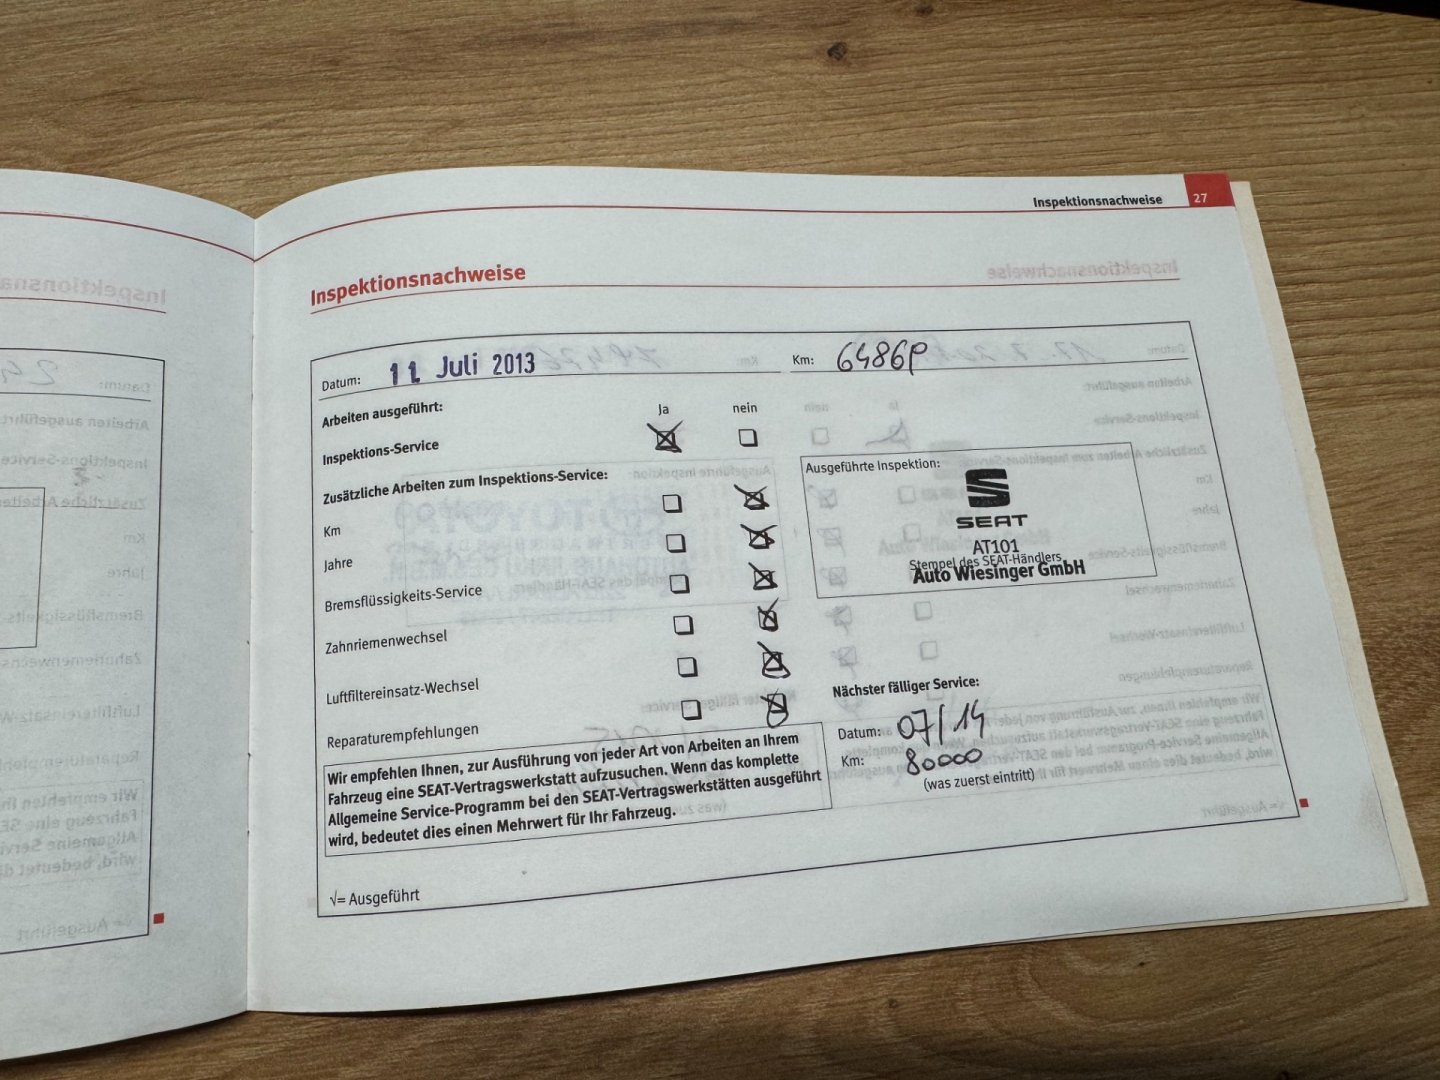 Inspektionsnachweise 27
Inspektionsnachweise
Datum: 11. Juli 2013 Km:
Arbeiten ausgeführt: Ja nein
Inspektions-Service
Zusätzliche Arbeiten zum Inspektions-Service:
Km
Jahre
Bremsflüssigkeits-Service
Zahnriemenwechsel
Luftfiltereinsatz-Wechsel
Reparaturempfehlungen
Wir empfehlen Ihnen, zur Ausführung von jeder Art von Arbeiten an Ihrem
Fahrzeug eine SEAT-Vertragswerkstatt aufzusuchen. Wenn das komplette
Allgemeine Service-Programm bei den SEAT-Vertragswerkstätten ausgeführt
wird, bedeutet dies einen Mehrwert für Ihr Fahrzeug.
√= Ausgeführt
Ausgeführte Inspektion:
SEAT
AT101
Stempel des SEAT-Händlers
Auto Wiesinger GmbH
Nächster fälliger Service:
Datum: 07/14
Km: 80000
(was zuerst eintritt)